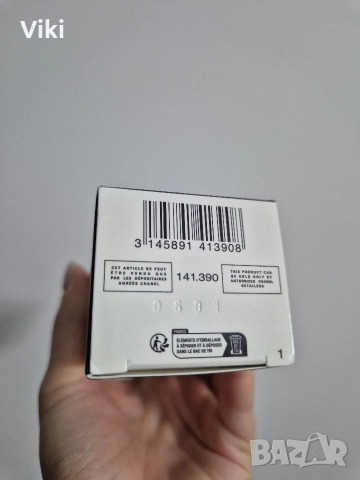 Viki
3 145891 413908
CET ARTICLE NE PEUT
ÊTRE VENDU QUE
PAR LES DÉPOSITAIRES
AGRÉÉS CHANEL
141.390
THIS PRODUCT CAN
BE SOLD ONLY BY
AUTHORIZED CHANEL
RETAILERS
0601
FRANCE
ÉLÉMENTS D'EMBALLAGE
À SÉPARER ET À DÉPOSER
DANS LE BAC DE TRI.
1
BAZAR